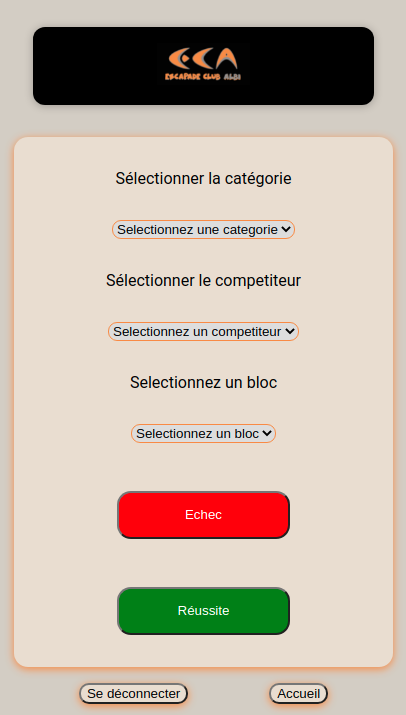 ECA
ESCAPADE CLUB ALBI
Sélectionner la catégorie
Selectionnez une categorie
Sélectionner le competiteur
Selectionnez un competiteur
Selectionnez un bloc
Selectionnez un bloc
Echec
Réussite
Se déconnecter
Accueil